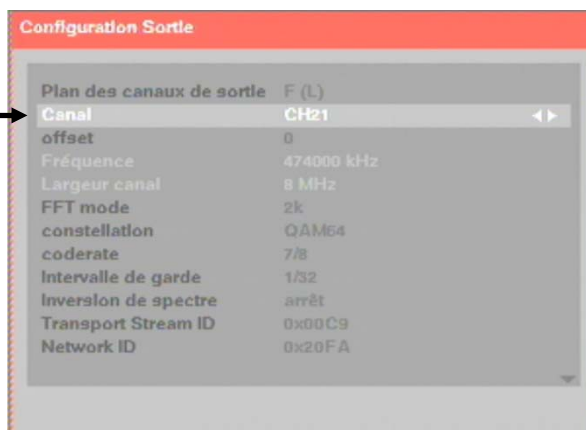 Configuration Sortie
Plan des canaux de sortie F (L)
Canal CH21
offset 0
Fréquence 474000 kHz
Largeur canal 8 MHz
FFT mode 2k
constellation QAM64
coderate 7/8
Intervalle de garde 1/32
Inversion de spectre arrêt
Transport Stream ID 0x00C9
Network ID 0x20FA